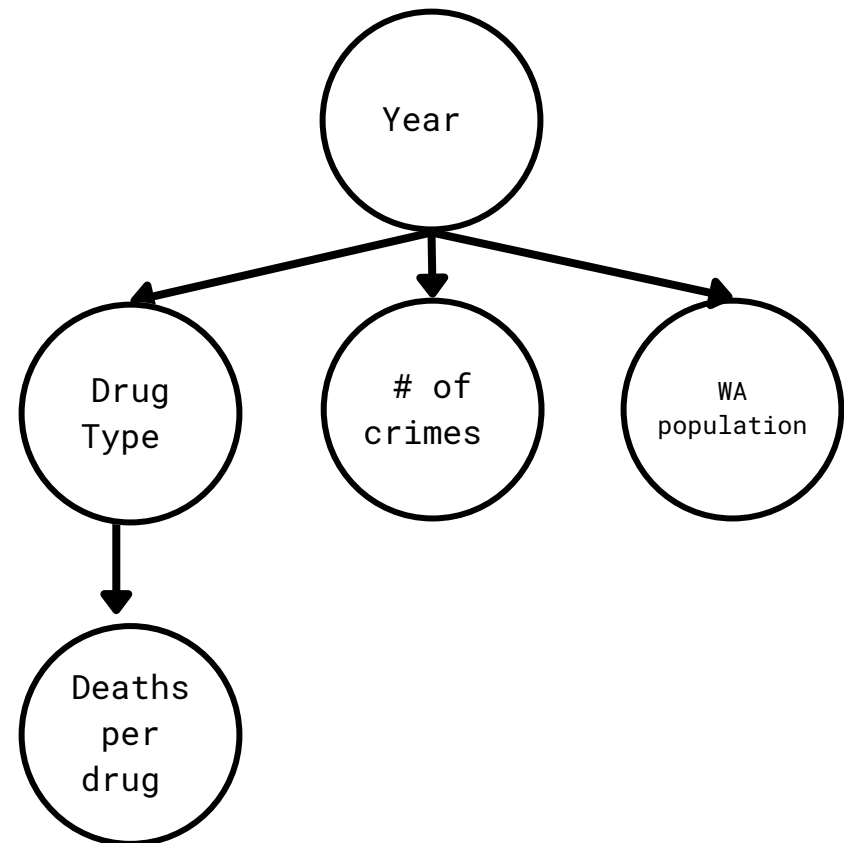 Year
Drug
Type
# of
crimes
WA
population
Deaths
per
drug